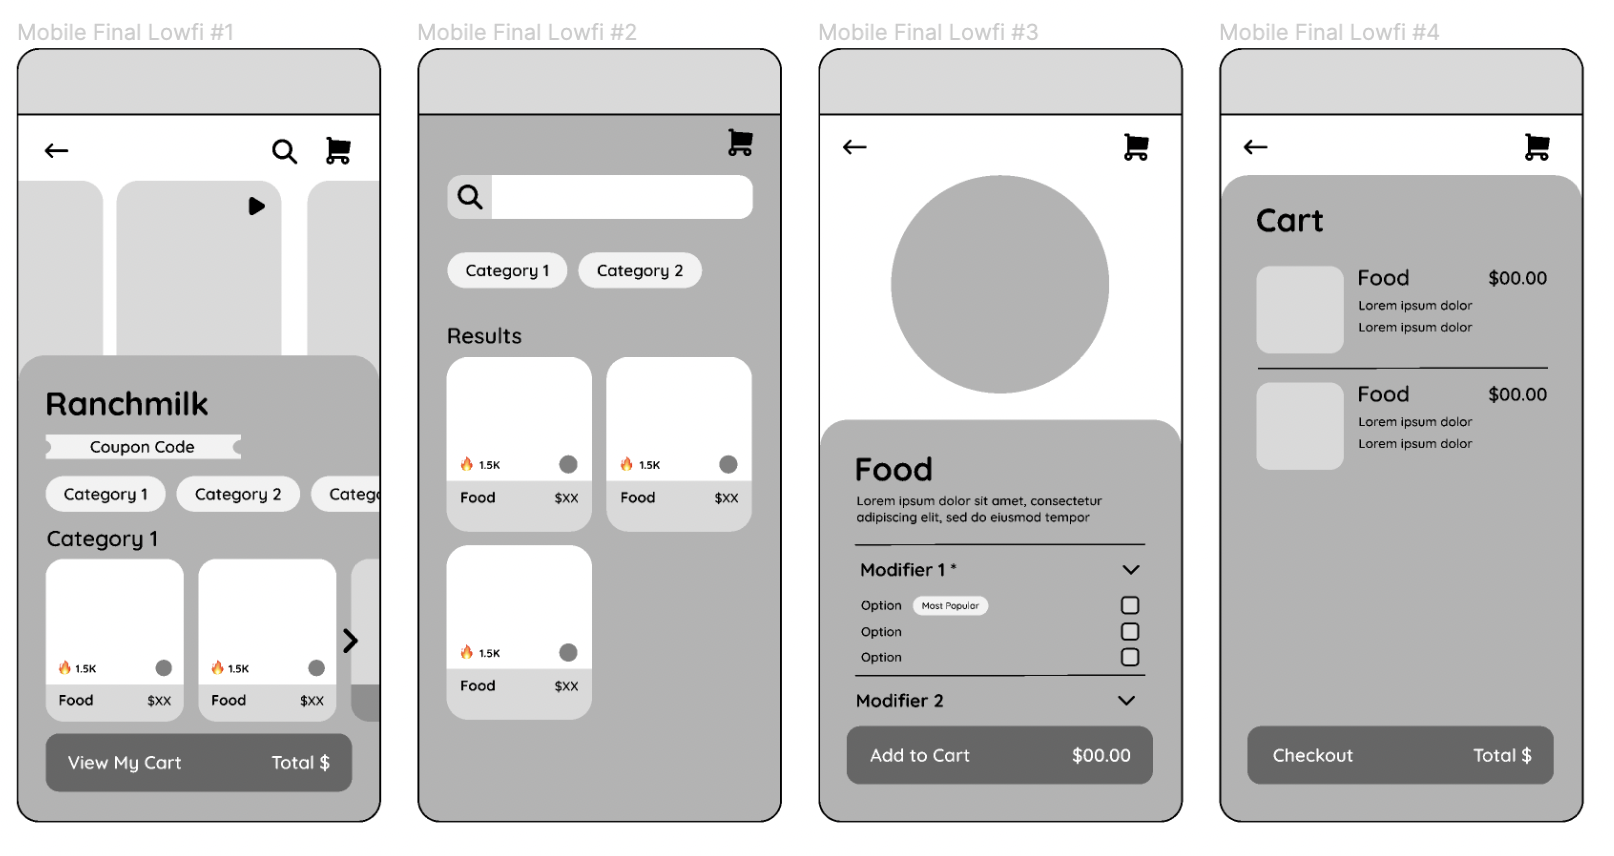 Mobile Final Lowfi #1
Ranchmilk
Coupon Code
Category 1
Category 2
Catego
Category 1
1.5K
1.5K
Food $XX
Food $XX
View My Cart Total $
Mobile Final Lowfi #2
Category 1
Category 2
Results
1.5K
1.5K
Food $XX
Food $XX
1.5K
Food $XX
Mobile Final Lowfi #3
Food
Lorem ipsum dolor sit amet, consectetur
adipiscing elit, sed do eiusmod tempor
Modifier 1 *
Option Most Popular
Option
Option
Modifier 2
Add to Cart $00.00
Mobile Final Lowfi #4
Cart
Food $00.00
Lorem ipsum dolor
Lorem ipsum dolor
Food $00.00
Lorem ipsum dolor
Lorem ipsum dolor
Checkout Total $